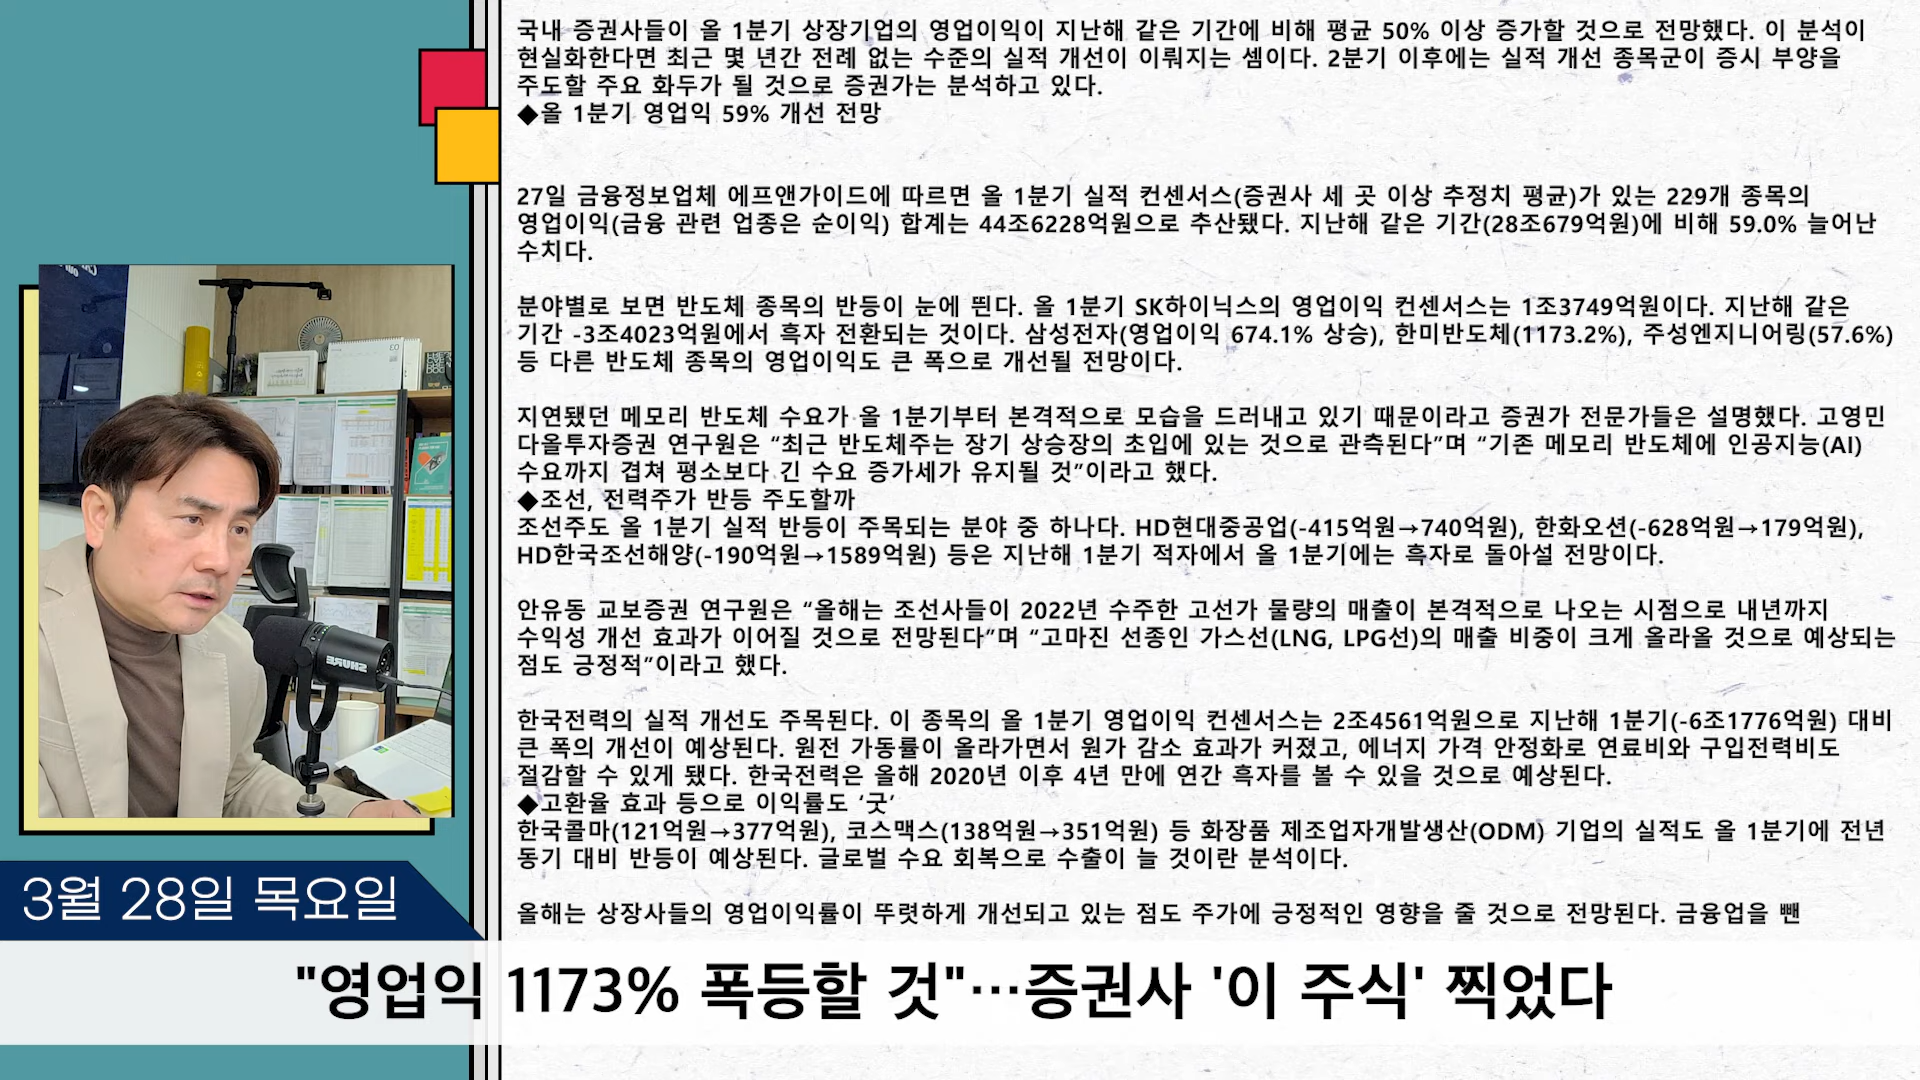 국내 증권사들이 올 1분기 상장기업의 영업이익이 지난해 같은 기간에 비해 평균 50% 이상 증가할 것으로 전망했다. 이 분석이
현실화한다면 최근 몇 년간 전례 없는 수준의 실적 개선이 이뤄지는 셈이다. 2분기 이후에는 실적 개선 종목군이 증시 부양을
주도할 주요 화두가 될 것으로 증권가는 분석하고 있다.
◆올 1분기 영업익 59% 개선 전망
27일 금융정보업체 에프앤가이드에 따르면 올 1분기 실적 컨센서스(증권사 세 곳 이상 추정치 평균)가 있는 229개 종목의
영업이익(금융 관련 업종은 순이익) 합계는 44조6228억원으로 추산됐다. 지난해 같은 기간(28조679억원)에 비해 59.0% 늘어난
수치다.
분야별로 보면 반도체 종목의 반등이 눈에 띈다. 올 1분기 SK하이닉스의 영업이익 컨센서스는 1조3749억원이다. 지난해 같은
기간 -3조4023억원에서 흑자 전환되는 것이다. 삼성전자(영업이익 674.1% 상승), 한미반도체(1173.2%), 주성엔지니어링(57.6%)
등 다른 반도체 종목의 영업이익도 큰 폭으로 개선될 전망이다.
지연됐던 메모리 반도체 수요가 올 1분기부터 본격적으로 모습을 드러내고 있기 때문이라고 증권가 전문가들은 설명했다. 고영민
다올투자증권 연구원은 “최근 반도체주는 장기 상승장의 초입에 있는 것으로 관측된다”며 “기존 메모리 반도체에 인공지능(AI)
수요까지 겹쳐 평소보다 긴 수요 증가세가 유지될 것”이라고 했다.
◆조선, 전력주가 반등 주도할까
조선주도 올 1분기 실적 반등이 주목되는 분야 중 하나다. HD현대중공업(-415억원→740억원), 한화오션(-628억원→179억원),
HD한국조선해양(-190억원→1589억원) 등은 지난해 1분기 적자에서 올 1분기에는 흑자로 돌아설 전망이다.
안유동 교보증권 연구원은 “올해는 조선사들이 2022년 수주한 고선가 물량의 매출이 본격적으로 나오는 시점으로 내년까지
수익성 개선 효과가 이어질 것으로 전망된다”며 “고마진 선종인 가스선(LNG, LPG선)의 매출 비중이 크게 올라올 것으로 예상되는
점도 긍정적”이라고 했다.
한국전력의 실적 개선도 주목된다. 이 종목의 올 1분기 영업이익 컨센서스는 2조4561억원으로 지난해 1분기(-6조1776억원) 대비
큰 폭의 개선이 예상된다. 원전 가동률이 올라가면서 원가 감소 효과가 커졌고, 에너지 가격 안정화로 연료비와 구입전력비도
절감할 수 있게 됐다. 한국전력은 올해 2020년 이후 4년 만에 연간 흑자를 볼 수 있을 것으로 예상된다.
◆고환율 효과 등으로 이익률도 ‘굿’
한국콜마(121억원→377억원), 코스맥스(138억원→351억원) 등 화장품 제조업자개발생산(ODM) 기업의 실적도 올 1분기에 전년
동기 대비 반등이 예상된다. 글로벌 수요 회복으로 수출이 늘 것이란 분석이다.
올해는 상장사들의 영업이익률이 뚜렷하게 개선되고 있는 점도 주가에 긍정적인 영향을 줄 것으로 전망된다. 금융업을 뺀
SHURE
3월 28일 목요일
"영업익 1173% 폭등할 것"…증권사 '이 주식' 찍었다